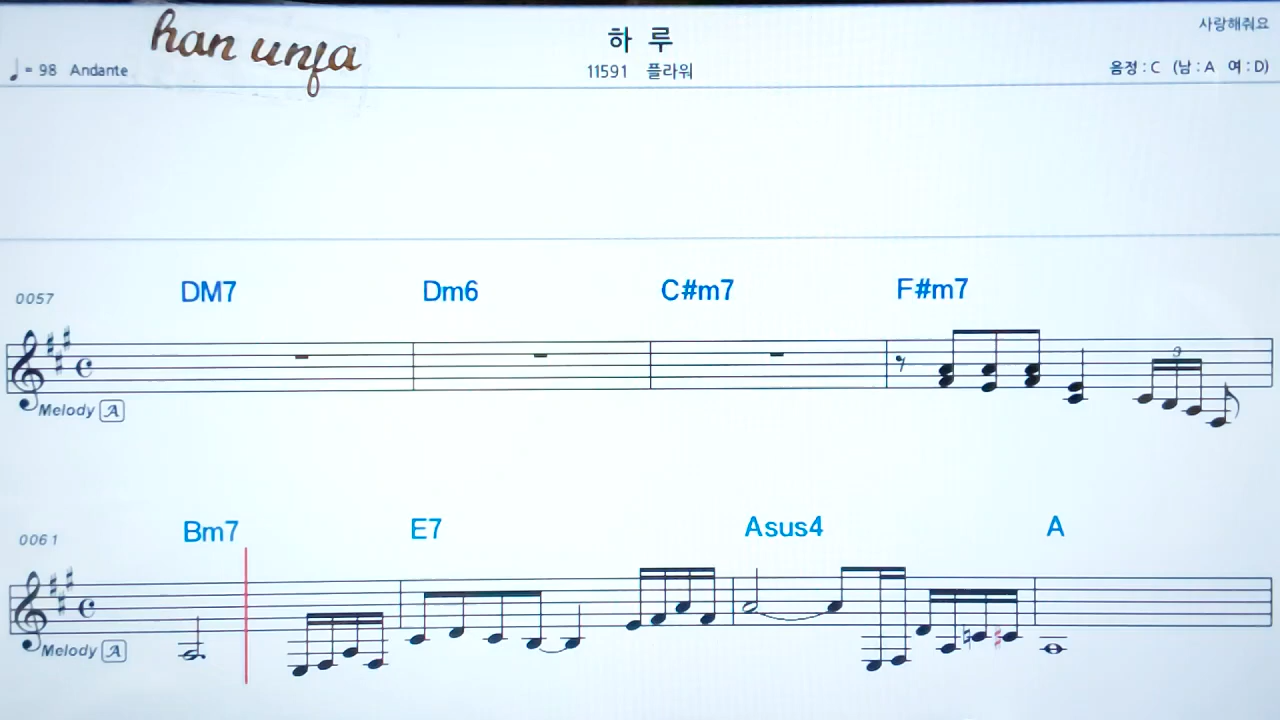 han unfa
하 루
사랑해줘요
♩ = 98 Andante
11591 플라워
음정 : C (남 : A 여 : D)
0057
DM7 Dm6 C#m7 F#m7
3
Melody A
0061
Bm7 E7 Asus4 A
Melody A